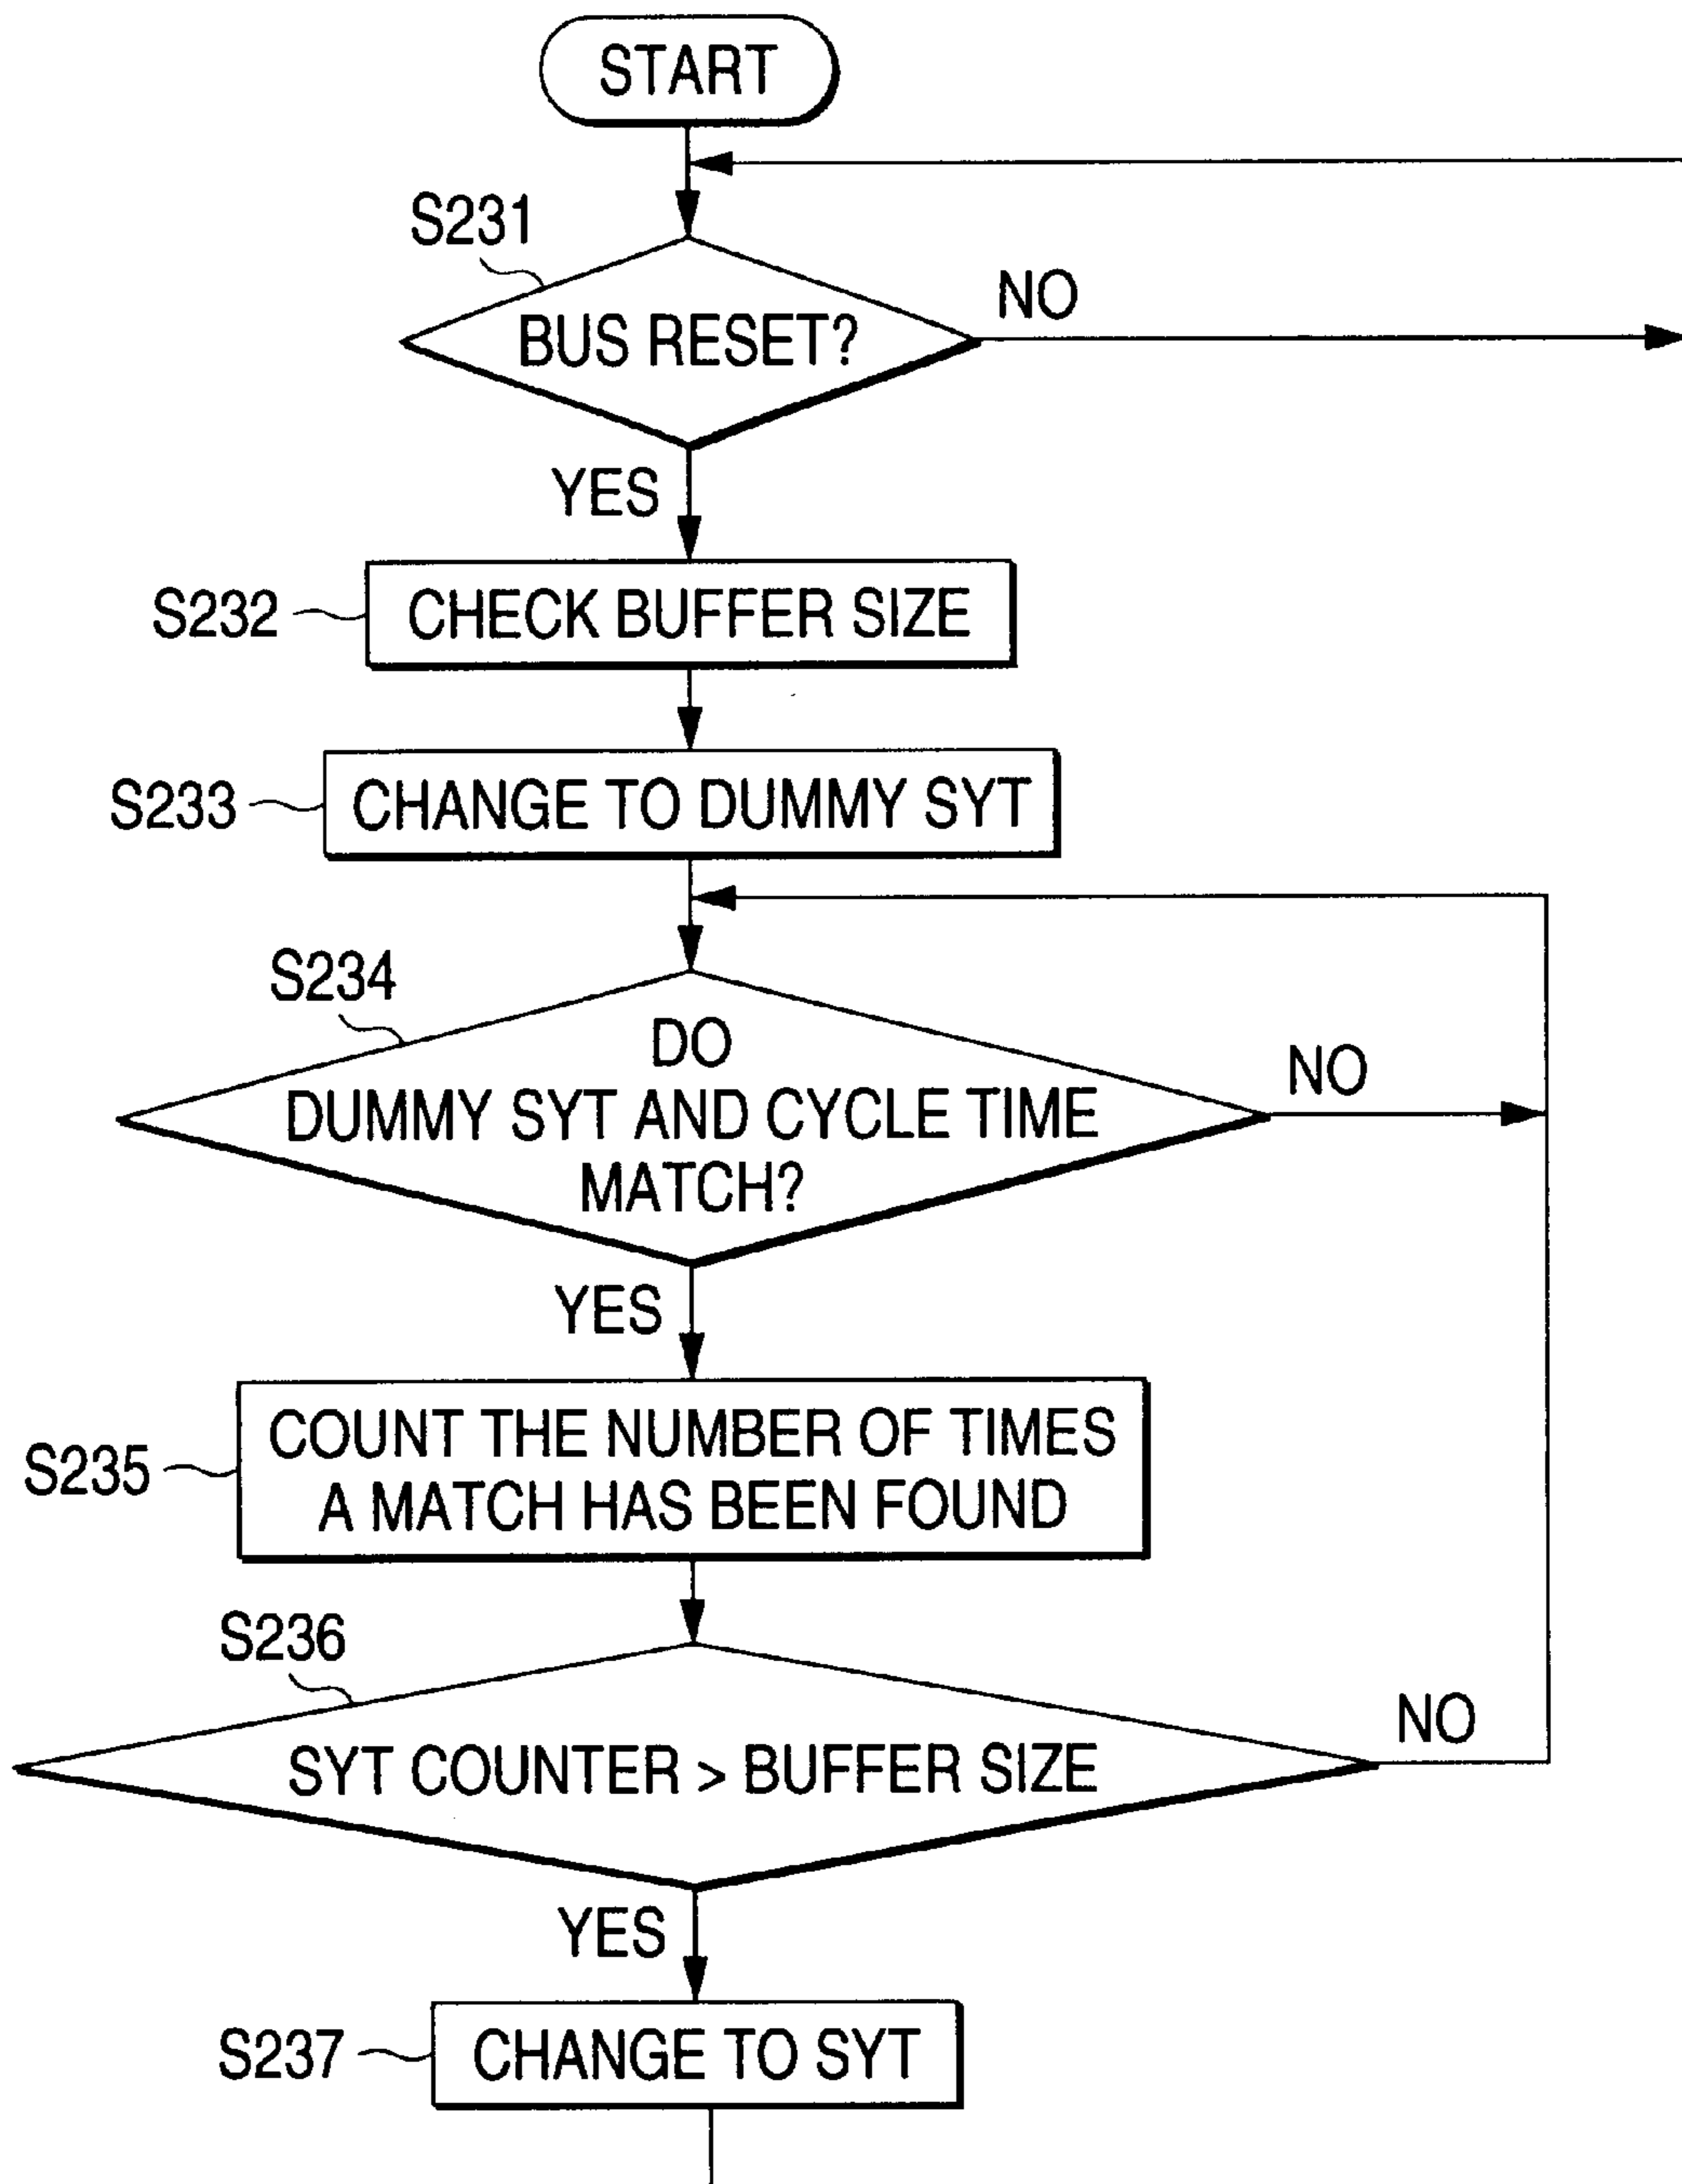 START
S231
BUS RESET?
NO
YES
S232
CHECK BUFFER SIZE
S233
CHANGE TO DUMMY SYT
S234
DO
DUMMY SYT AND CYCLE TIME
MATCH?
NO
YES
S235
COUNT THE NUMBER OF TIMES
A MATCH HAS BEEN FOUND
S236
SYT COUNTER > BUFFER SIZE
NO
YES
S237
CHANGE TO SYT